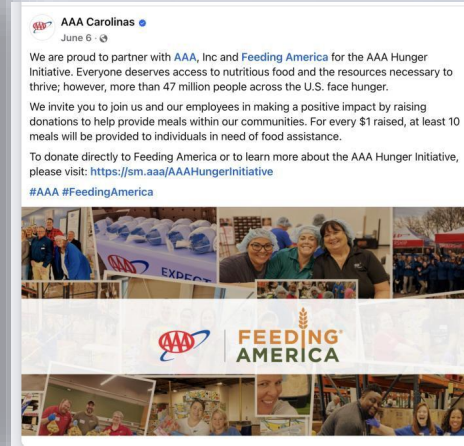 AAA Carolinas
June 6 ·
We are proud to partner with AAA, Inc and Feeding America for the AAA Hunger
Initiative. Everyone deserves access to nutritious food and the resources necessary to
thrive; however, more than 47 million people across the U.S. face hunger.
We invite you to join us and our employees in making a positive impact by raising
donations to help provide meals within our communities. For every $1 raised, at least 10
meals will be provided to individuals in need of food assistance.
To donate directly to Feeding America or to learn more about the AAA Hunger Initiative,
please visit: https://sm.aaa/AAAHungerInitiative
#AAA #FeedingAmerica
AAA
EXPECT
AAA
FEEDING
AMERICA